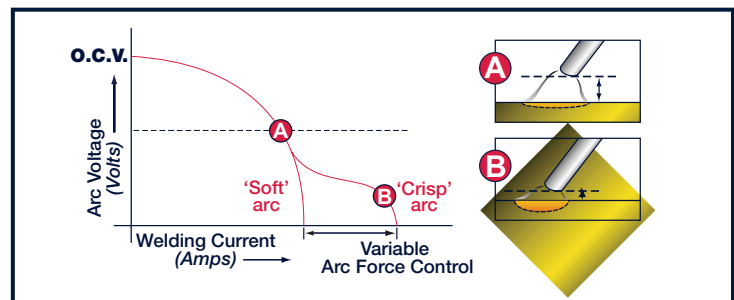 O.C.V.
Arc Voltage
(Volts)
A
B
'Soft'
arc
'Crisp'
arc
Welding Current
(Amps)
Variable
Arc Force Control
A
B